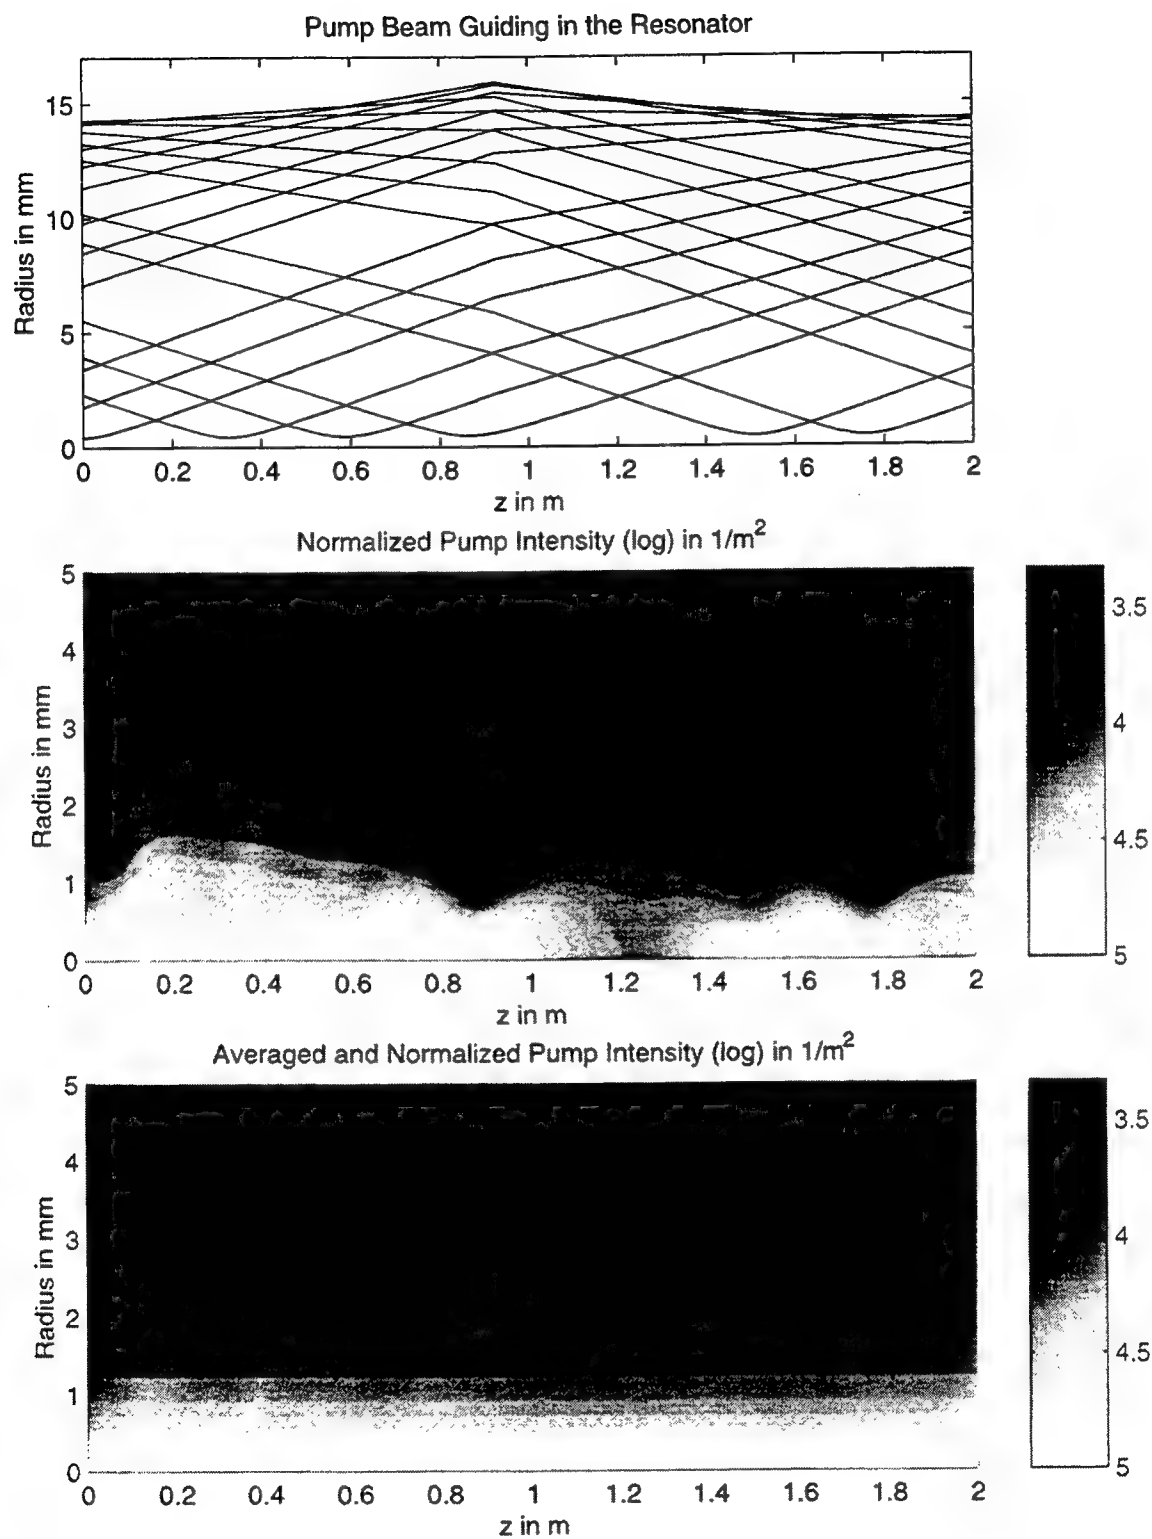 Pump Beam Guiding in the Resonator
15
10
5
0
Radius in mm
0 0.2 0.4 0.6 0.8 1 1.2 1.4 1.6 1.8 2
z in m
Normalized Pump Intensity (log) in 1/m²
5
4
3
2
1
0
Radius in mm
0 0.2 0.4 0.6 0.8 1 1.2 1.4 1.6 1.8 2
z in m
3.5
4
4.5
5
Averaged and Normalized Pump Intensity (log) in 1/m²
5
4
3
2
1
0
Radius in mm
0 0.2 0.4 0.6 0.8 1 1.2 1.4 1.6 1.8 2
z in m
3.5
4
4.5
5